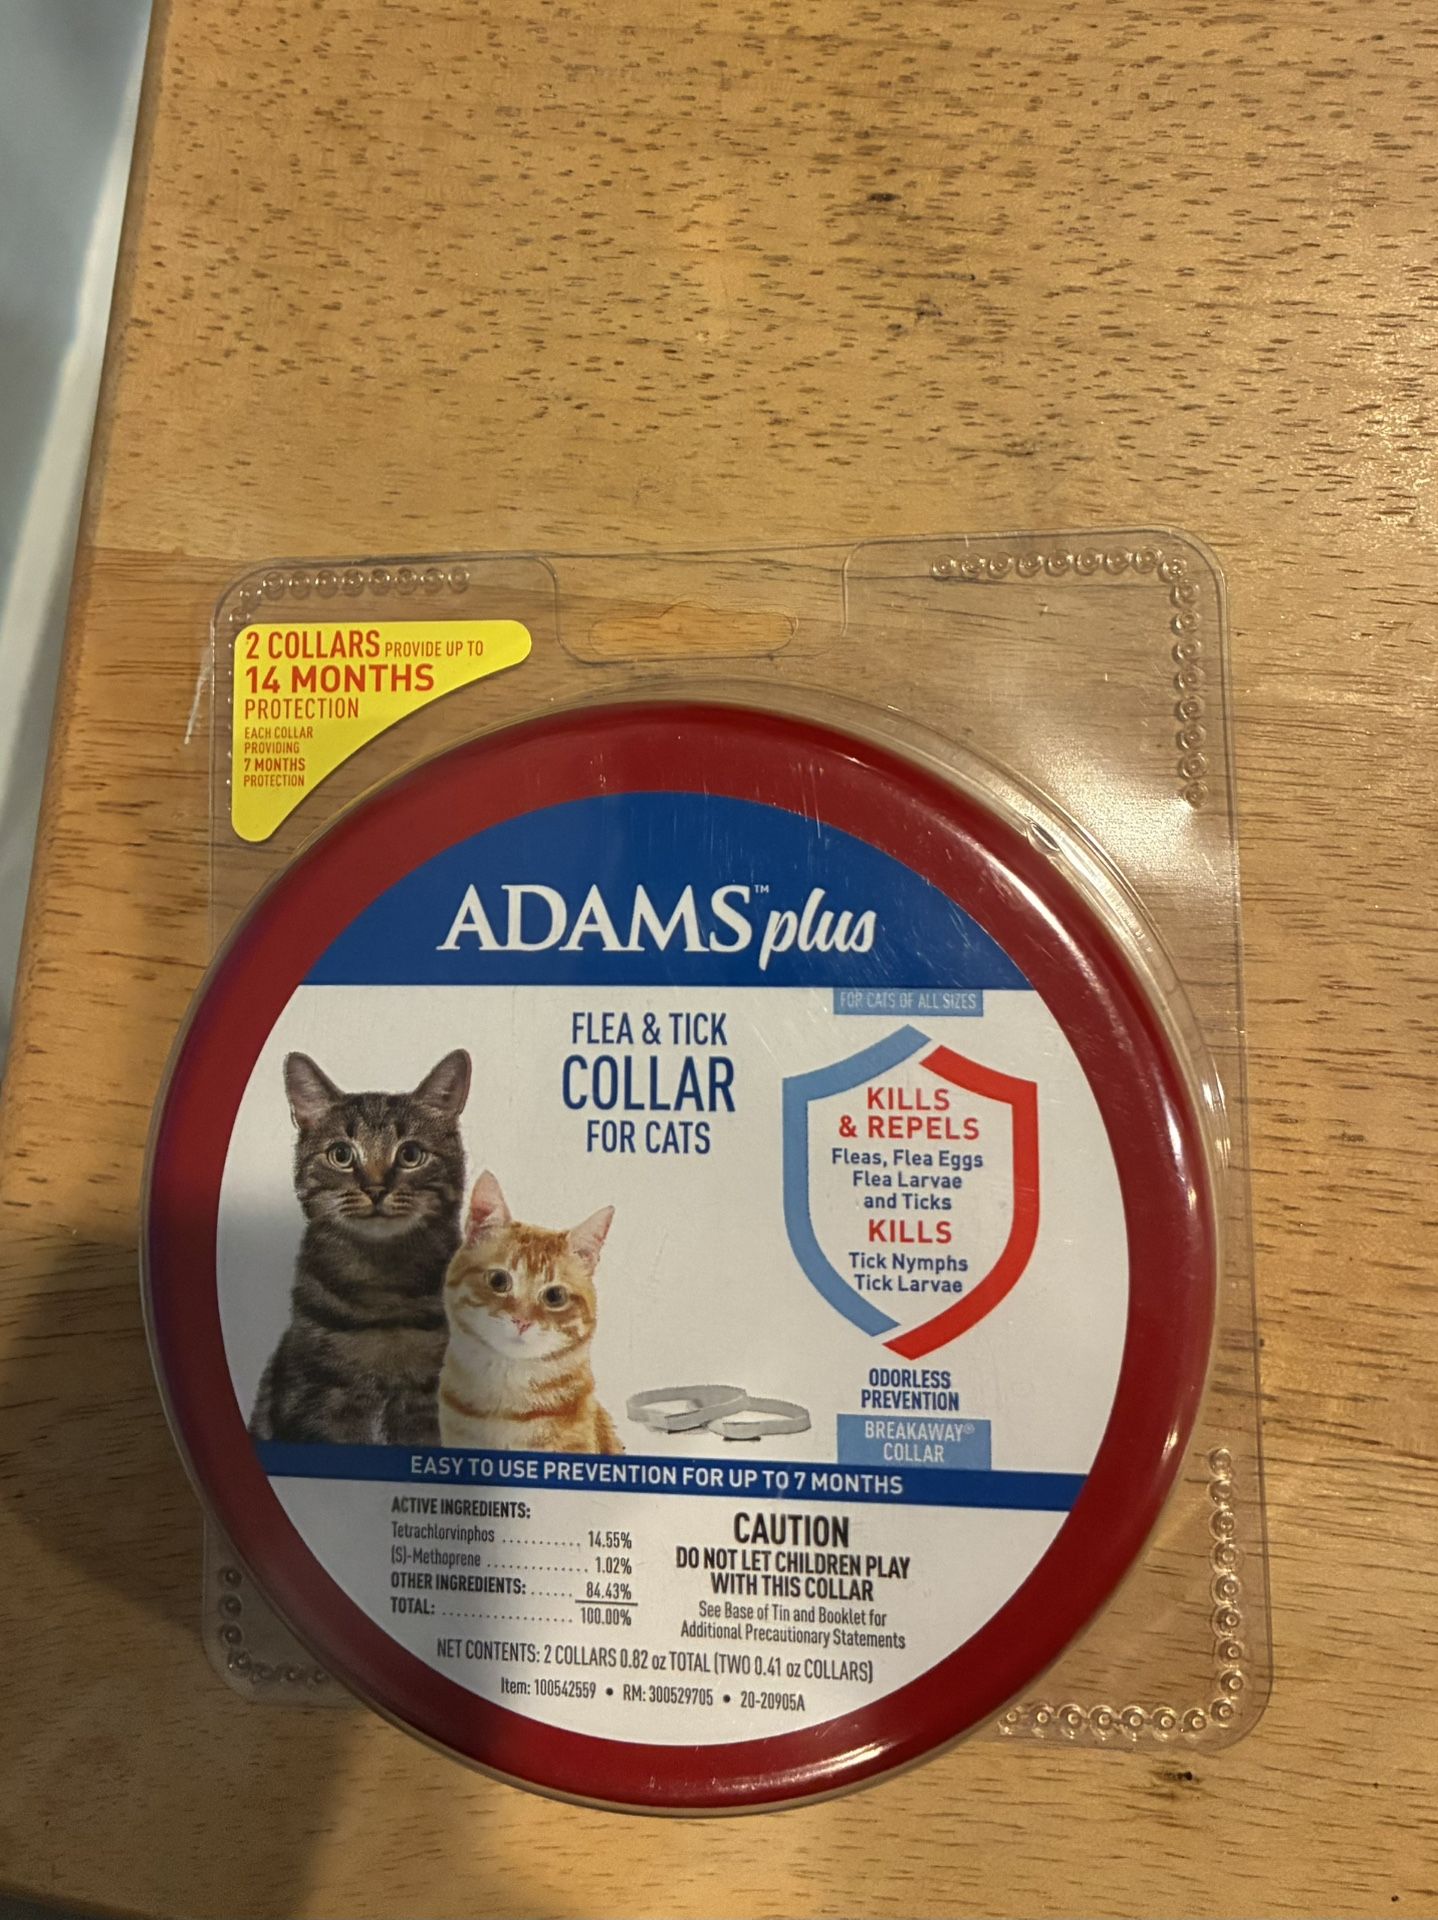 2 COLLARS PROVIDE UP TO
14 MONTHS
PROTECTION
EACH COLLAR
PROVIDING
7 MONTHS
PROTECTION
ADAMS™ plus
FOR CATS OF ALL SIZES
FLEA & TICK
COLLAR
FOR CATS
KILLS
& REPELS
Fleas, Flea Eggs
Flea Larvae
and Ticks
KILLS
Tick Nymphs
Tick Larvae
ODORLESS
PREVENTION
BREAKAWAY®
COLLAR
EASY TO USE PREVENTION FOR UP TO 7 MONTHS
ACTIVE INGREDIENTS:
Tetrachlorvinphos ........... 14.55%
(S)-Methoprene ............. 1.02%
OTHER INGREDIENTS: ...... 84.43%
TOTAL: ................. 100.00%
CAUTION
DO NOT LET CHILDREN PLAY
WITH THIS COLLAR
See Base of Tin and Booklet for
Additional Precautionary Statements
NET CONTENTS: 2 COLLARS 0.82 oz TOTAL (TWO 0.41 oz COLLARS)
Item: 100542559 • RM: 300529705 • 20-20905A